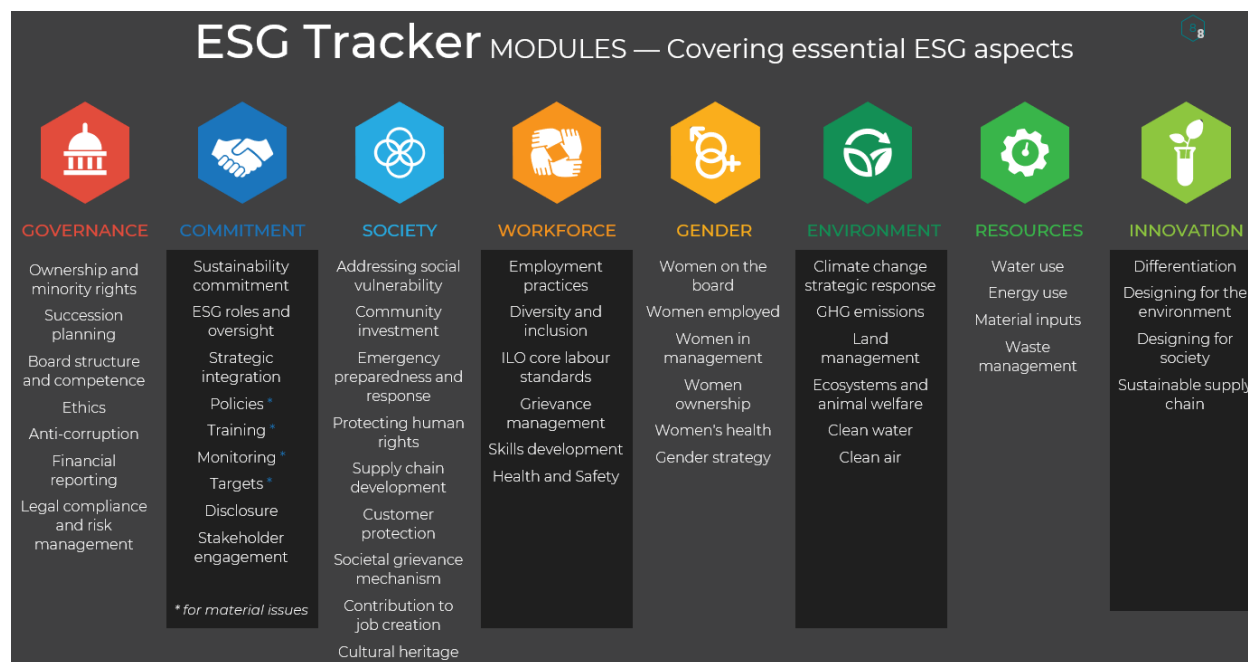 ESG Tracker MODULES — Covering essential ESG aspects
8
GOVERNANCE
Ownership and
minority rights
Succession
planning
Board structure
and competence
Ethics
Anti-corruption
Financial
reporting
Legal compliance
and risk
management
COMMITMENT
Sustainability
commitment
ESG roles and
oversight
Strategic
integration
Policies *
Training *
Monitoring *
Targets *
Disclosure
Stakeholder
engagement
* for material issues
SOCIETY
Addressing social
vulnerability
Community
investment
Emergency
preparedness and
response
Protecting human
rights
Supply chain
development
Customer
protection
Societal grievance
mechanism
Contribution to
job creation
Cultural heritage
WORKFORCE
Employment
practices
Diversity and
inclusion
ILO core labour
standards
Grievance
management
Skills development
Health and Safety
GENDER
Women on the
board
Women employed
Women in
management
Women
ownership
Women's health
Gender strategy
ENVIRONMENT
Climate change
strategic response
GHG emissions
Land
management
Ecosystems and
animal welfare
Clean water
Clean air
RESOURCES
Water use
Energy use
Material inputs
Waste
management
INNOVATION
Differentiation
Designing for the
environment
Designing for
society
Sustainable supply
chain